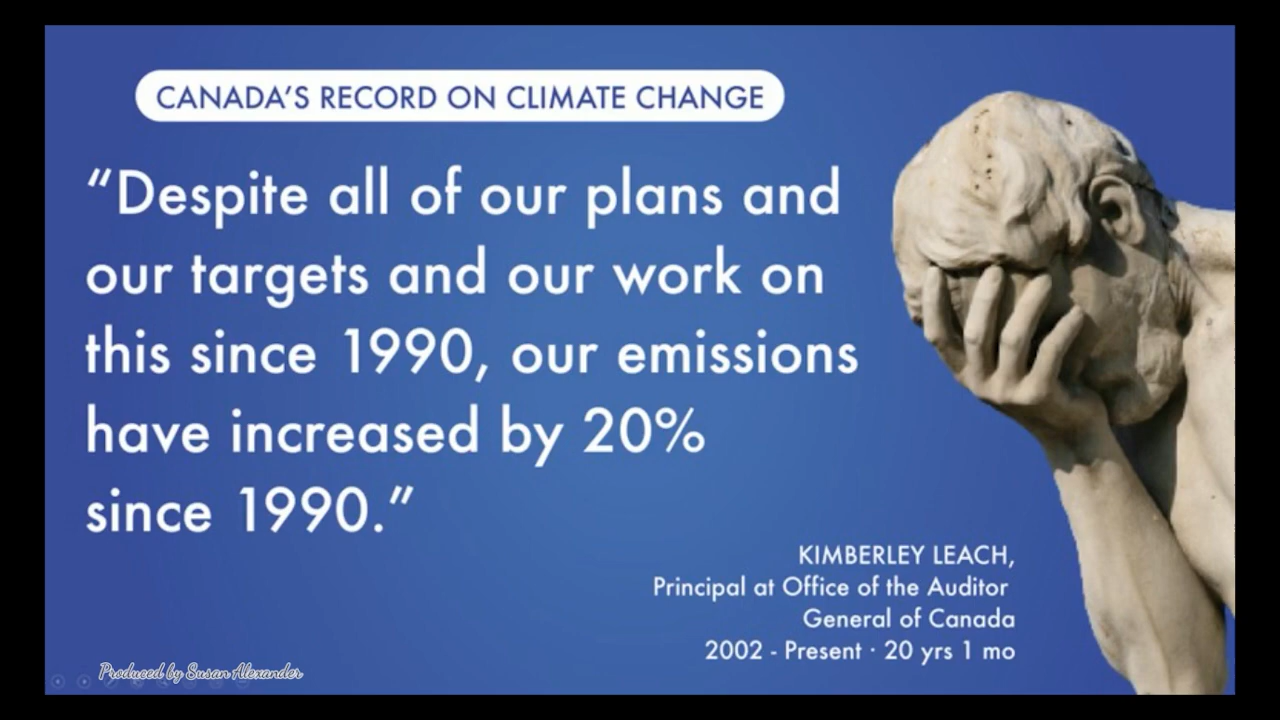 CANADA'S RECORD ON CLIMATE CHANGE
“Despite all of our plans and
our targets and our work on
this since 1990, our emissions
have increased by 20%
since 1990.”
KIMBERLEY LEACH,
Principal at Office of the Auditor
General of Canada
2002 - Present · 20 yrs 1 mo
Produced by Susan Alexander